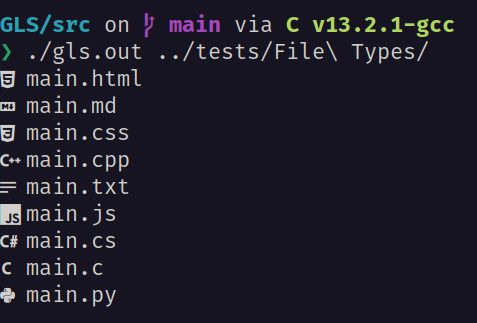 GLS/src on main via C v13.2.1-gcc
❯ ./gls.out ../tests/File\ Types/
main.html
main.md
main.css
C++ main.cpp
main.txt
JS main.js
C# main.cs
C main.c
main.py